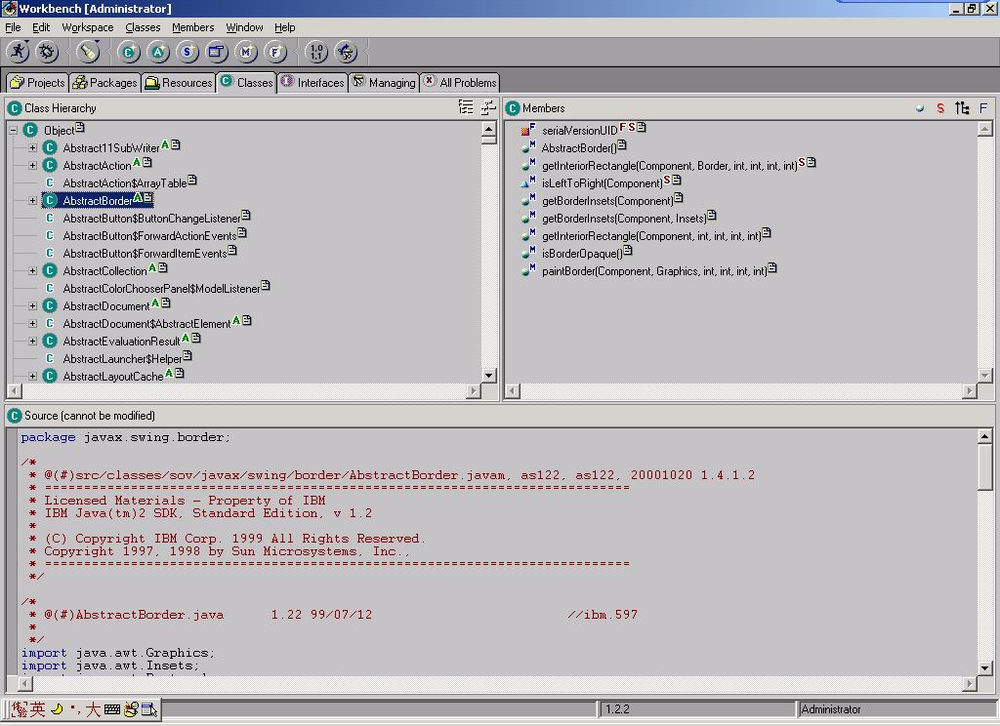 Workbench [Administrator]
File Edit Workspace Classes Members Window Help
Projects Packages Resources Classes Interfaces Managing All Problems
Class Hierarchy
Object
Abstract11SubWriter A
AbstractAction A
AbstractAction$ArrayTable
AbstractBorder A
AbstractButton$ButtonChangeListener
AbstractButton$ForwardActionEvents
AbstractButton$ForwardItemEvents
AbstractCollection A
AbstractColorChooserPanel$ModelListener
AbstractDocument A
AbstractDocument$AbstractElement A
AbstractEvaluationResult A
AbstractLauncher$Helper
AbstractLayoutCache A
Members S F
serialVersionUID F S
AbstractBorder()
getInteriorRectangle(Component, Border, int, int, int, int) S
isLeftToRight(Component) S
getBorderInsets(Component)
getBorderInsets(Component, Insets)
getInteriorRectangle(Component, int, int, int, int)
isBorderOpaque()
paintBorder(Component, Graphics, int, int, int, int)
Source (cannot be modified)
package javax.swing.border;
/*
* @(#)src/classes/sov/javax/swing/border/AbstractBorder.javam, as122, as122, 20001020 1.4.1.2
* ===========================================================================
* Licensed Materials - Property of IBM
* IBM Java(tm)2 SDK, Standard Edition, v 1.2
*
* (C) Copyright IBM Corp. 1999 All Rights Reserved.
* Copyright 1997, 1998 by Sun Microsystems, Inc.,
* ===========================================================================
*/
/*
* @(#)AbstractBorder.java 1.22 99/07/12 //ibm.597
*
*/
import java.awt.Graphics;
import java.awt.Insets;
英 大
1.2.2
Administrator